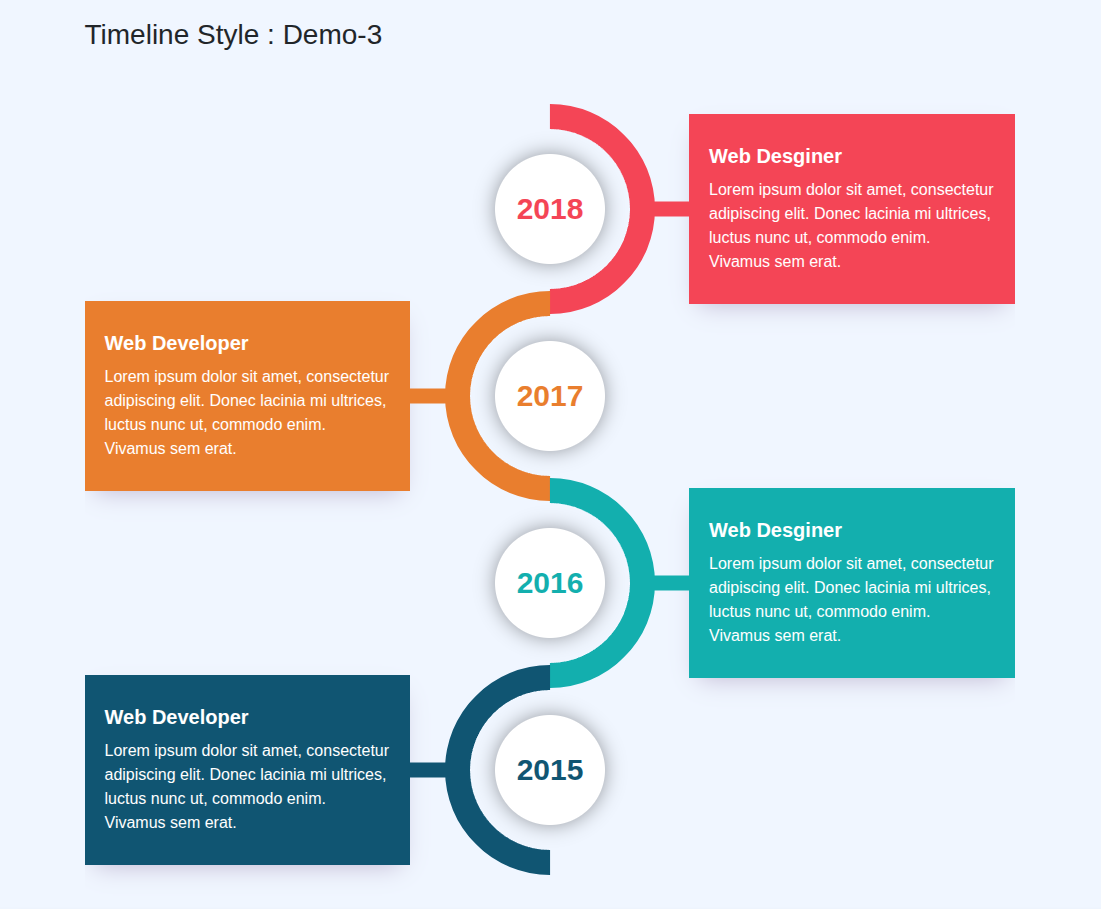 Timeline Style : Demo-3
2018
Web Desginer
Lorem ipsum dolor sit amet, consectetur
adipiscing elit. Donec lacinia mi ultrices,
luctus nunc ut, commodo enim.
Vivamus sem erat.
Web Developer
Lorem ipsum dolor sit amet, consectetur
adipiscing elit. Donec lacinia mi ultrices,
luctus nunc ut, commodo enim.
Vivamus sem erat.
2017
2016
Web Desginer
Lorem ipsum dolor sit amet, consectetur
adipiscing elit. Donec lacinia mi ultrices,
luctus nunc ut, commodo enim.
Vivamus sem erat.
Web Developer
Lorem ipsum dolor sit amet, consectetur
adipiscing elit. Donec lacinia mi ultrices,
luctus nunc ut, commodo enim.
Vivamus sem erat.
2015